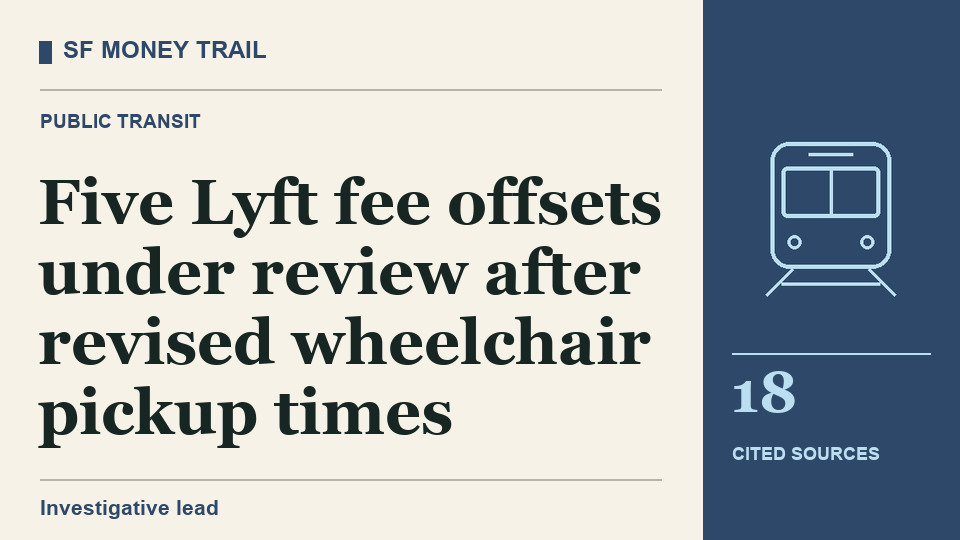 SF MONEY TRAIL
PUBLIC TRANSIT
Five Lyft fee offsets
under review after
revised wheelchair
pickup times
Investigative lead
18
CITED SOURCES